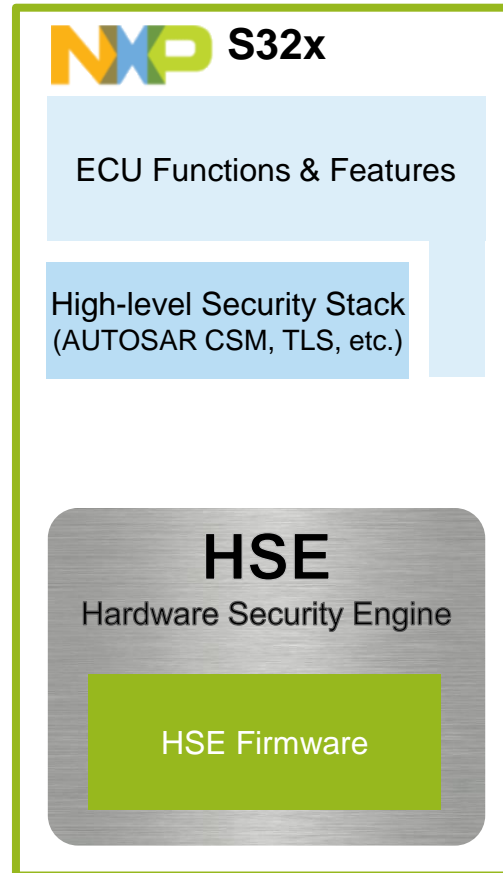 NXP S32x
ECU Functions & Features
High-level Security Stack
(AUTOSAR CSM, TLS, etc.)
HSE
Hardware Security Engine
HSE Firmware